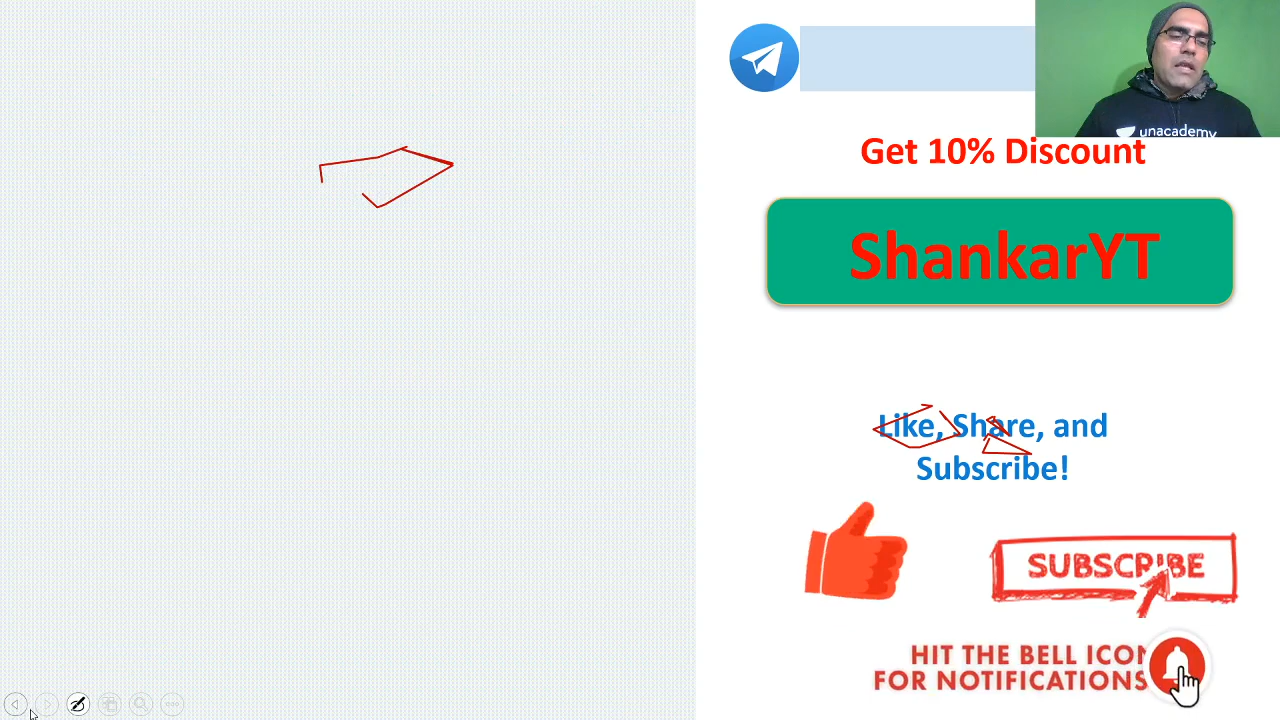 unacademy
Get 10% Discount
ShankarYT
Like, Share, and
Subscribe!
SUBSCRIBE
HIT THE BELL ICON
FOR NOTIFICATIONS